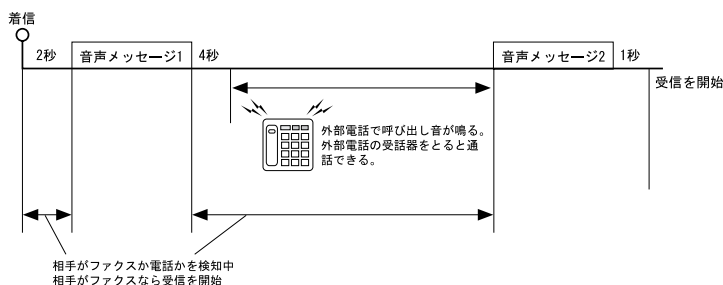 着信
2秒
音声メッセージ1
4秒
音声メッセージ2
1秒
受信を開始
外部電話で呼び出し音が鳴る。
外部電話の受話器をとると通
話できる。
相手がファクスか電話かを検知中
相手がファクスなら受信を開始